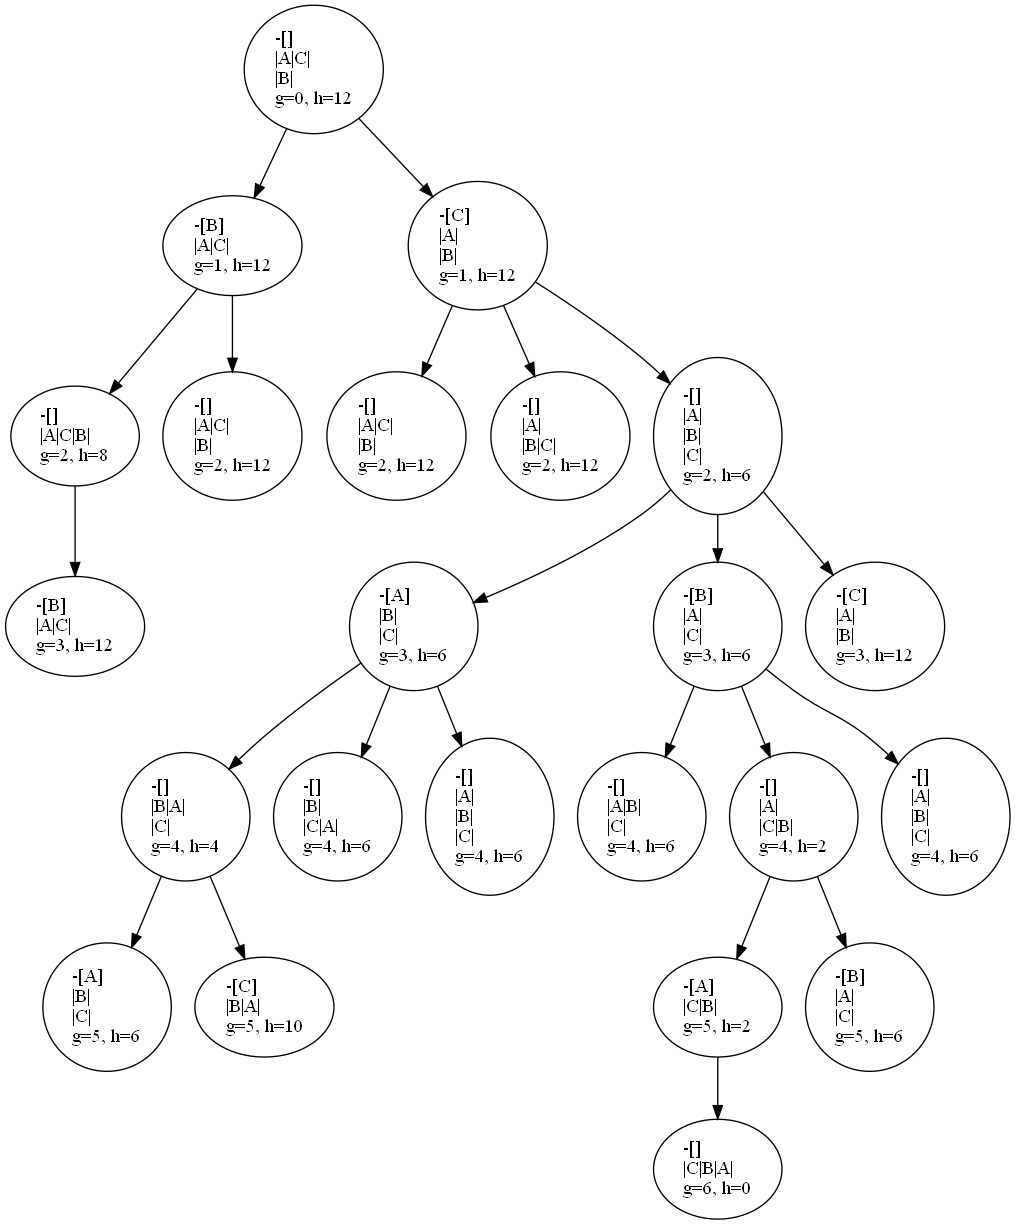 -[]
|A|C|
|B|
g=0, h=12
-[B]
|A|C|
g=1, h=12
-[C]
|A|
|B|
g=1, h=12
-[]
|A|C|B|
g=2, h=8
-[]
|A|C|
|B|
g=2, h=12
-[]
|A|C|
|B|
g=2, h=12
-[]
|A|
|B|C|
g=2, h=12
-[]
|A|
|B|
|C|
g=2, h=6
-[B]
|A|C|
g=3, h=12
-[A]
|B|
|C|
g=3, h=6
-[B]
|A|
|C|
g=3, h=6
-[C]
|A|
|B|
g=3, h=12
-[]
|B|A|
|C|
g=4, h=4
-[]
|B|
|C|A|
g=4, h=6
-[]
|A|
|B|
|C|
g=4, h=6
-[]
|A|B|
|C|
g=4, h=6
-[]
|A|
|C|B|
g=4, h=2
-[]
|A|
|B|
|C|
g=4, h=6
-[A]
|B|
|C|
g=5, h=6
-[C]
|B|A|
g=5, h=10
-[A]
|C|B|
g=5, h=2
-[B]
|A|
|C|
g=5, h=6
-[]
|C|B|A|
g=6, h=0